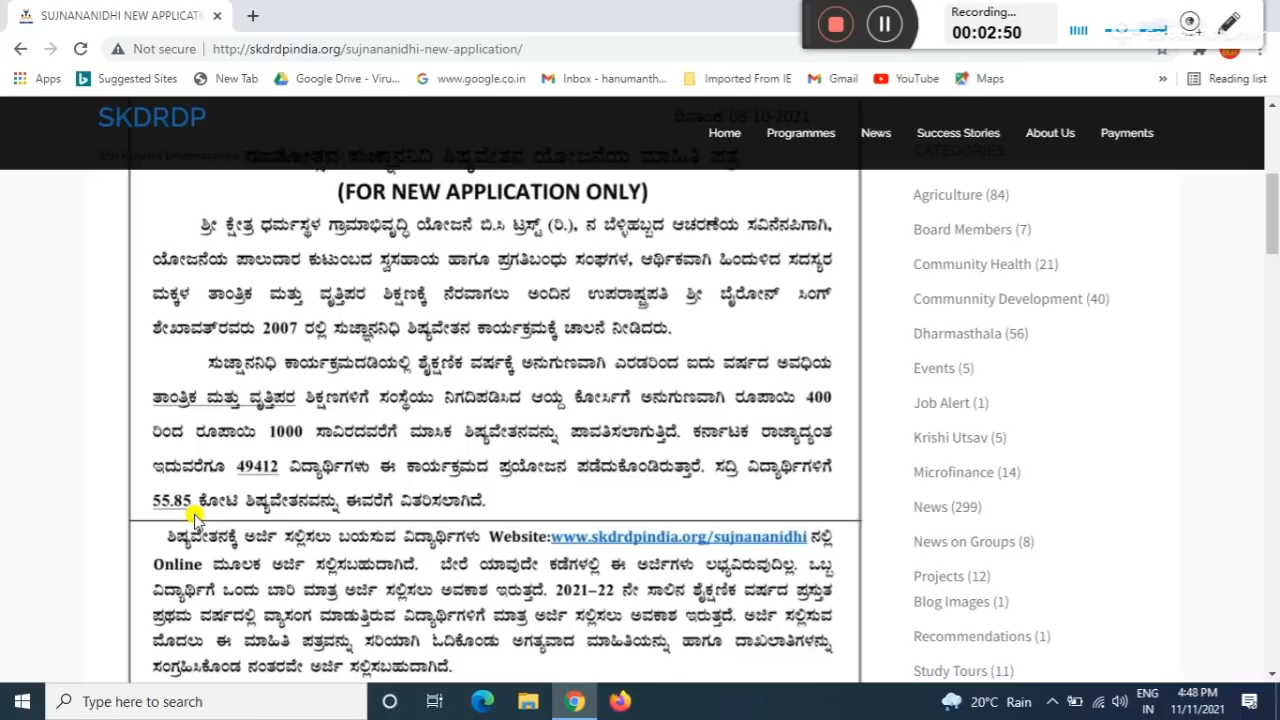 SUJNANANIDHI NEW APPLICATI
Recording...
00:02:50
Not secure
http://skdrdpindia.org/sujnananidhi-new-application/
Apps
Suggested Sites
New Tab
Google Drive - Viru...
www.google.co.in
Inbox - hanumanth...
Imported From IE
Gmail
YouTube
Maps
»
Reading list
SKDRDP
Home
Programmes
News
Success Stories
About Us
Payments
ದಿನಾಂಕ: 08-10-2021
ಸುಜ್ಞಾನನಿಧಿ ಶಿಷ್ಯವೇತನ ಯೋಜನೆಯ ಮಾಹಿತಿ ಪತ್ರ
(FOR NEW APPLICATION ONLY)
ಶ್ರೀ ಕ್ಷೇತ್ರ ಧರ್ಮಸ್ಥಳ ಗ್ರಾಮಾಭಿವೃದ್ಧಿ ಯೋಜನೆ ಬಿ.ಸಿ ಟ್ರಸ್ಟ್ (ರಿ.), ನ ಬೆಳ್ಳಿಹಬ್ಬದ ಆಚರಣೆಯ ಸವಿನೆನಪಿಗಾಗಿ,
ಯೋಜನೆಯ ಪಾಲುದಾರ ಕುಟುಂಬದ ಸ್ವಸಹಾಯ ಹಾಗೂ ಪ್ರಗತಿಬಂಧು ಸಂಘಗಳ, ಆರ್ಥಿಕವಾಗಿ ಹಿಂದುಳಿದ ಸದಸ್ಯರ
ಮಕ್ಕಳ ತಾಂತ್ರಿಕ ಮತ್ತು ವೃತ್ತಿಪರ ಶಿಕ್ಷಣಕ್ಕೆ ನೆರವಾಗಲು ಅಂದಿನ ಉಪರಾಷ್ಟ್ರಪತಿ ಶ್ರೀ ಬೈರೋನ್ ಸಿಂಗ್
ಶೇಖಾವತ್‌ರವರು 2007 ರಲ್ಲಿ ಸುಜ್ಞಾನನಿಧಿ ಶಿಷ್ಯವೇತನ ಕಾರ್ಯಕ್ರಮಕ್ಕೆ ಚಾಲನೆ ನೀಡಿದರು.
ಸುಜ್ಞಾನನಿಧಿ ಕಾರ್ಯಕ್ರಮದಡಿಯಲ್ಲಿ ಶೈಕ್ಷಣಿಕ ವರ್ಷಕ್ಕೆ ಅನುಗುಣವಾಗಿ ಎರಡರಿಂದ ಐದು ವರ್ಷದ ಅವಧಿಯ
ತಾಂತ್ರಿಕ ಮತ್ತು ವೃತ್ತಿಪರ ಶಿಕ್ಷಣಗಳಿಗೆ ಸಂಸ್ಥೆಯು ನಿಗದಿಪಡಿಸಿದ ಆಯ್ದ ಕೋರ್ಸಿಗೆ ಅನುಗುಣವಾಗಿ ರೂಪಾಯಿ 400
ರಿಂದ ರೂಪಾಯಿ 1000 ಸಾವಿರದವರೆಗೆ ಮಾಸಿಕ ಶಿಷ್ಯವೇತನವನ್ನು ಪಾವತಿಸಲಾಗುತ್ತಿದೆ. ಕರ್ನಾಟಕ ರಾಜ್ಯಾದ್ಯಂತ
ಇದುವರೆಗೂ 49412 ವಿದ್ಯಾರ್ಥಿಗಳು ಈ ಕಾರ್ಯಕ್ರಮದ ಪ್ರಯೋಜನ ಪಡೆದುಕೊಂಡಿರುತ್ತಾರೆ. ಸದ್ರಿ ವಿದ್ಯಾರ್ಥಿಗಳಿಗೆ
55.85 ಕೋಟಿ ಶಿಷ್ಯವೇತನವನ್ನು ಈವರೆಗೆ ವಿತರಿಸಲಾಗಿದೆ.
ಶಿಷ್ಯವೇತನಕ್ಕೆ ಅರ್ಜಿ ಸಲ್ಲಿಸಲು ಬಯಸುವ ವಿದ್ಯಾರ್ಥಿಗಳು Website:www.skdrdpindia.org/sujnananidhi ನಲ್ಲಿ
Online ಮೂಲಕ ಅರ್ಜಿ ಸಲ್ಲಿಸಬಹುದಾಗಿದೆ. ಬೇರೆ ಯಾವುದೇ ಕಡೆಗಳಲ್ಲಿ ಈ ಅರ್ಜಿಗಳು ಲಭ್ಯವಿರುವುದಿಲ್ಲ. ಒಬ್ಬ
ವಿದ್ಯಾರ್ಥಿಗೆ ಒಂದು ಬಾರಿ ಮಾತ್ರ ಅರ್ಜಿ ಸಲ್ಲಿಸಲು ಅವಕಾಶ ಇರುತ್ತದೆ. 2021–22 ನೇ ಸಾಲಿನ ಶೈಕ್ಷಣಿಕ ವರ್ಷದ ಪ್ರಸ್ತುತ
ಪ್ರಥಮ ವರ್ಷದಲ್ಲಿ ವ್ಯಾಸಂಗ ಮಾಡುತ್ತಿರುವ ವಿದ್ಯಾರ್ಥಿಗಳಿಗೆ ಮಾತ್ರ ಅರ್ಜಿ ಸಲ್ಲಿಸಲು ಅವಕಾಶ ಇರುತ್ತದೆ. ಅರ್ಜಿ ಸಲ್ಲಿಸುವ
ಮೊದಲು ಈ ಮಾಹಿತಿ ಪತ್ರವನ್ನು ಸರಿಯಾಗಿ ಓದಿಕೊಂಡು ಅಗತ್ಯವಾದ ಮಾಹಿತಿಯನ್ನು ಹಾಗೂ ದಾಖಲಾತಿಗಳನ್ನು
ಸಂಗ್ರಹಿಸಿಕೊಂಡ ನಂತರವೇ ಅರ್ಜಿ ಸಲ್ಲಿಸಬಹುದಾಗಿದೆ.
CATEGORIES
Agriculture (84)
Board Members (7)
Community Health (21)
Communnity Development (40)
Dharmasthala (56)
Events (5)
Job Alert (1)
Krishi Utsav (5)
Microfinance (14)
News (299)
News on Groups (8)
Projects (12)
Blog Images (1)
Recommendations (1)
Study Tours (11)
Type here to search
20°C Rain
ENG
IN
4:48 PM
11/11/2021